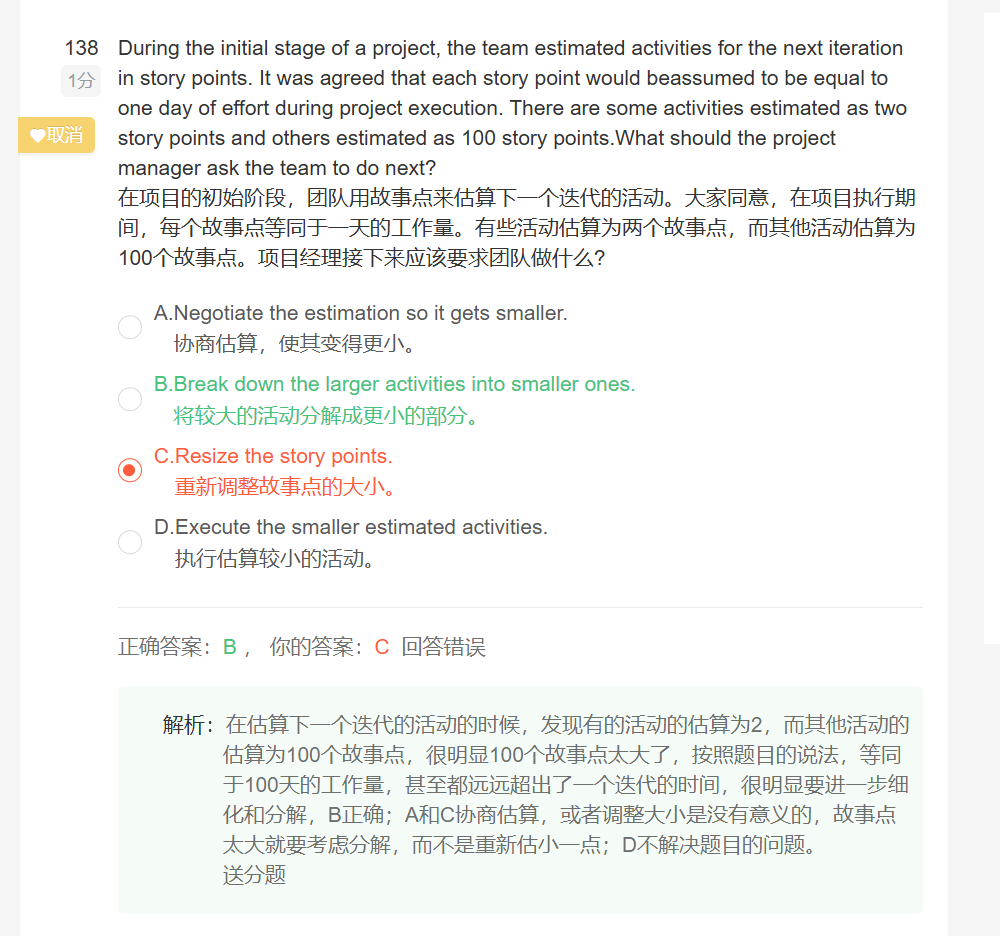 138 During the initial stage of a project, the team estimated activities for the next iteration
1分 in story points. It was agreed that each story point would beassumed to be equal to
one day of effort during project execution. There are some activities estimated as two
取消 story points and others estimated as 100 story points.What should the project
manager ask the team to do next?
在项目的初始阶段，团队用故事点来估算下一个迭代的活动。大家同意，在项目执行期
间，每个故事点等同于一天的工作量。有些活动估算为两个故事点，而其他活动估算为
100个故事点。项目经理接下来应该要求团队做什么?
A.Negotiate the estimation so it gets smaller.
协商估算，使其变得更小。
B.Break down the larger activities into smaller ones.
将较大的活动分解成更小的部分。
C.Resize the story points.
重新调整故事点的大小。
D.Execute the smaller estimated activities.
执行估算较小的活动。
正确答案：B ， 你的答案：C 回答错误
解析：在估算下一个迭代的活动的时候，发现有的活动的估算为2，而其他活动的
估算为100个故事点，很明显100个故事点太大了，按照题目的说法，等同
于100天的工作量，甚至都远远超出了一个迭代的时间，很明显要进一步细
化和分解，B正确；A和C协商估算，或者调整大小是没有意义的，故事点
太大就要考虑分解，而不是重新估小一点；D不解决题目的问题。
送分题